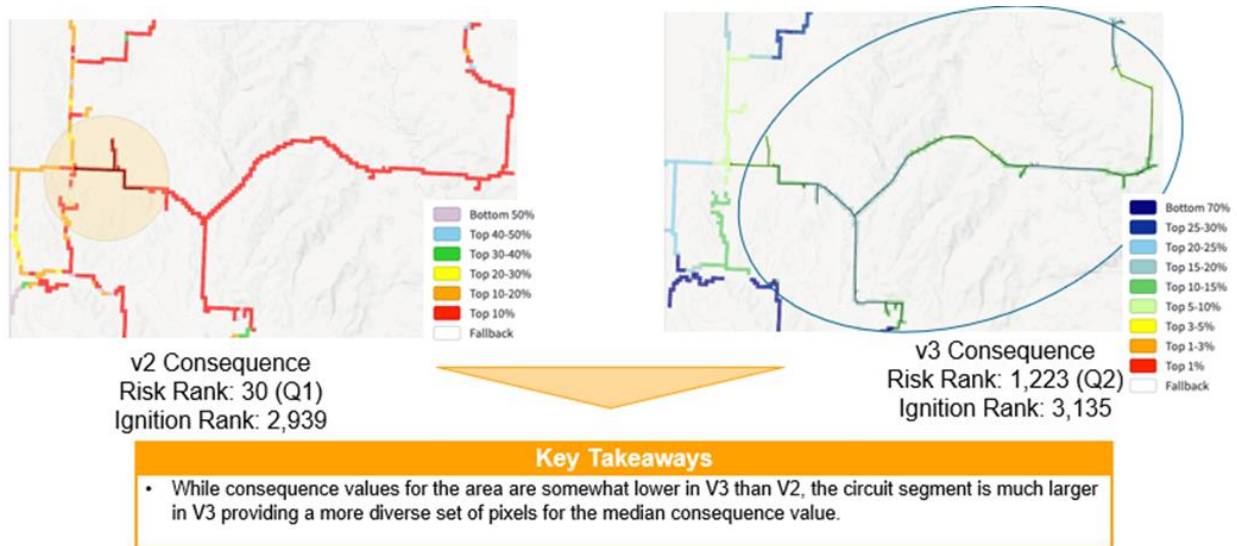 Bottom 50%
Top 40-50%
Top 30-40%
Top 20-30%
Top 10-20%
Top 10%
Fallback
v2 Consequence
Risk Rank: 30 (Q1)
Ignition Rank: 2,939
Bottom 70%
Top 25-30%
Top 20-25%
Top 15-20%
Top 10-15%
Top 5-10%
Top 3-5%
Top 1-3%
Top 1%
Fallback
v3 Consequence
Risk Rank: 1,223 (Q2)
Ignition Rank: 3,135
Key Takeaways
• While consequence values for the area are somewhat lower in V3 than V2, the circuit segment is much larger
in V3 providing a more diverse set of pixels for the median consequence value.